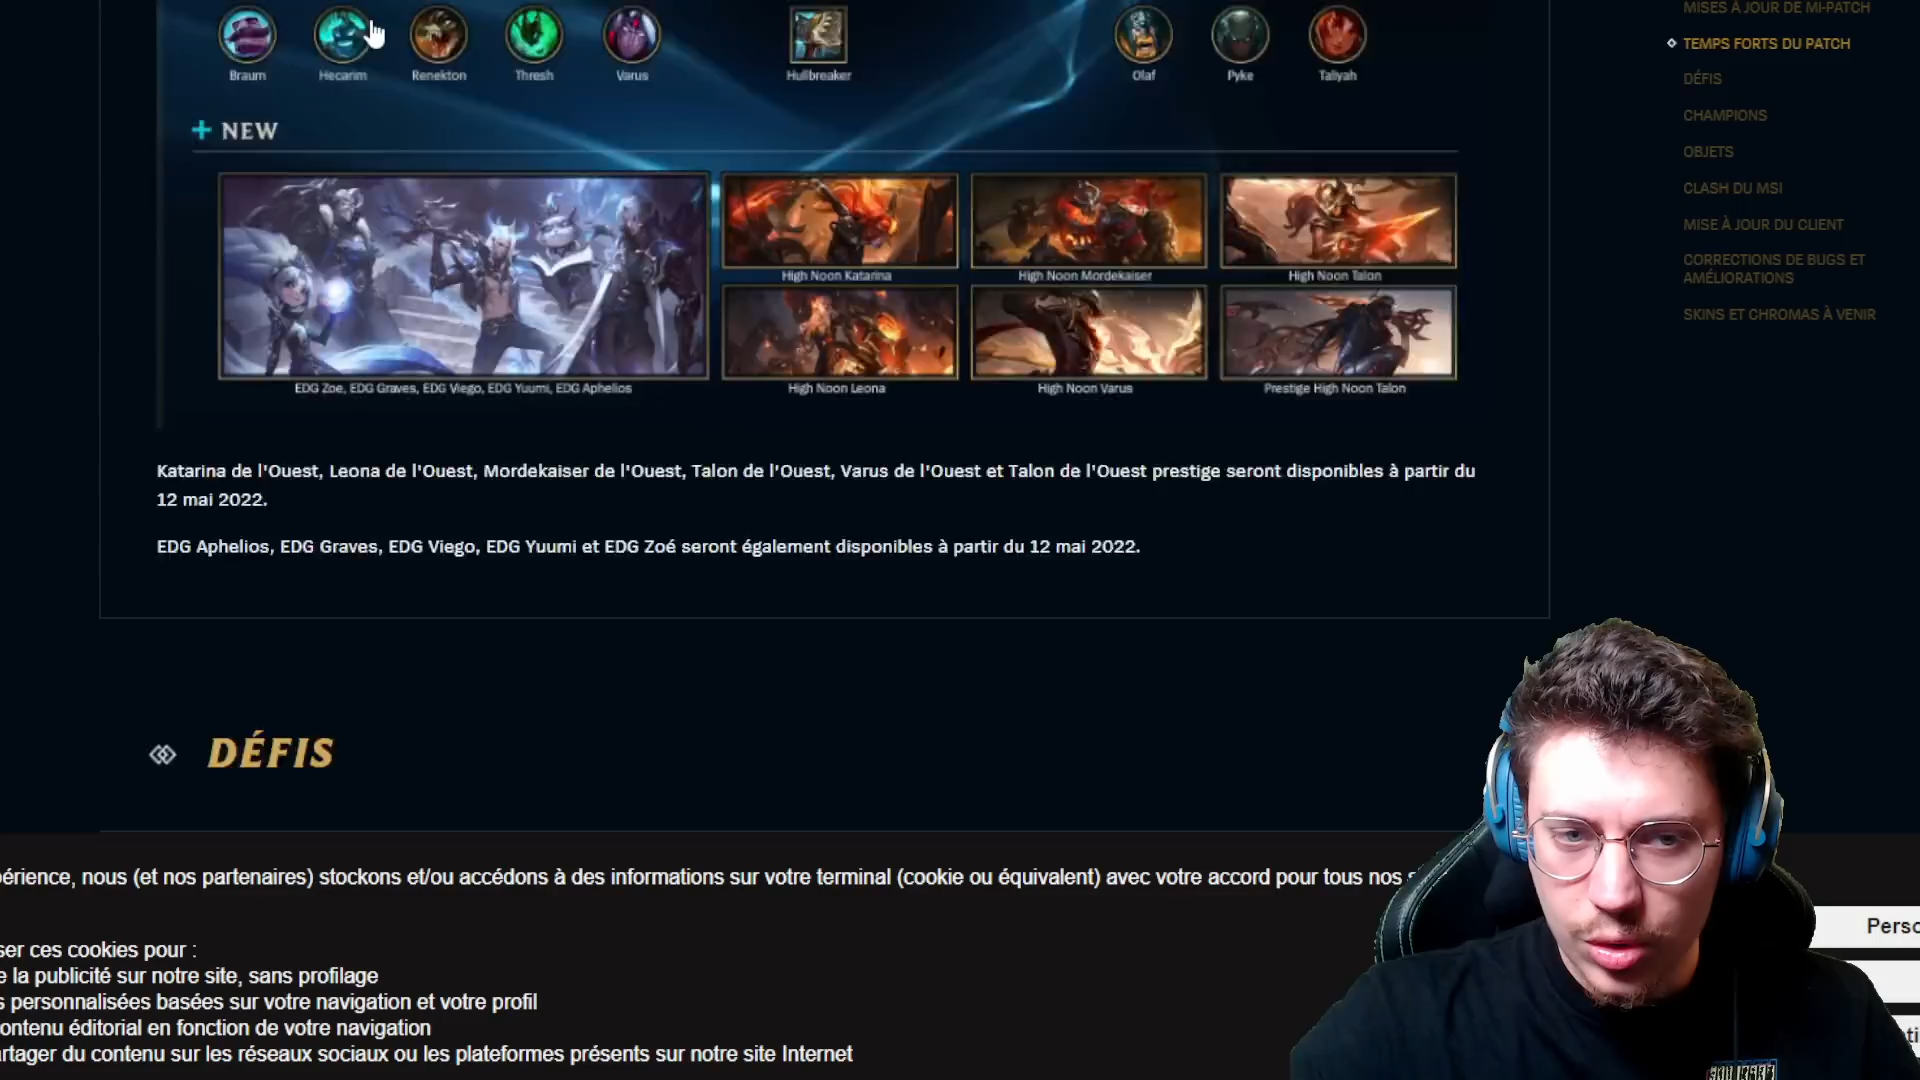 MISES À JOUR DE MI-PATCH
TEMPS FORTS DU PATCH
DÉFIS
CHAMPIONS
OBJETS
CLASH DU MSI
MISE À JOUR DU CLIENT
CORRECTIONS DE BUGS ET
AMÉLIORATIONS
SKINS ET CHROMAS À VENIR
Braum Hecarim Renekton Thresh Varus Hullbreaker Olaf Pyke Taliyah
+ NEW
High Noon Katarina High Noon Mordekaiser High Noon Talon
EDG Zoe, EDG Graves, EDG Viego, EDG Yuumi, EDG Aphelios High Noon Leona High Noon Varus Prestige High Noon Talon
Katarina de l'Ouest, Leona de l'Ouest, Mordekaiser de l'Ouest, Talon de l'Ouest, Varus de l'Ouest et Talon de l'Ouest prestige seront disponibles à partir du
12 mai 2022.
EDG Aphelios, EDG Graves, EDG Viego, EDG Yuumi et EDG Zoé seront également disponibles à partir du 12 mai 2022.
DÉFIS
périence, nous (et nos partenaires) stockons et/ou accédons à des informations sur votre terminal (cookie ou équivalent) avec votre accord pour tous nos
Perso
ser ces cookies pour :
e la publicité sur notre site, sans profilage
s personnalisées basées sur votre navigation et votre profil
ontenu éditorial en fonction de votre navigation
artager du contenu sur les réseaux sociaux ou les plateformes présents sur notre site Internet